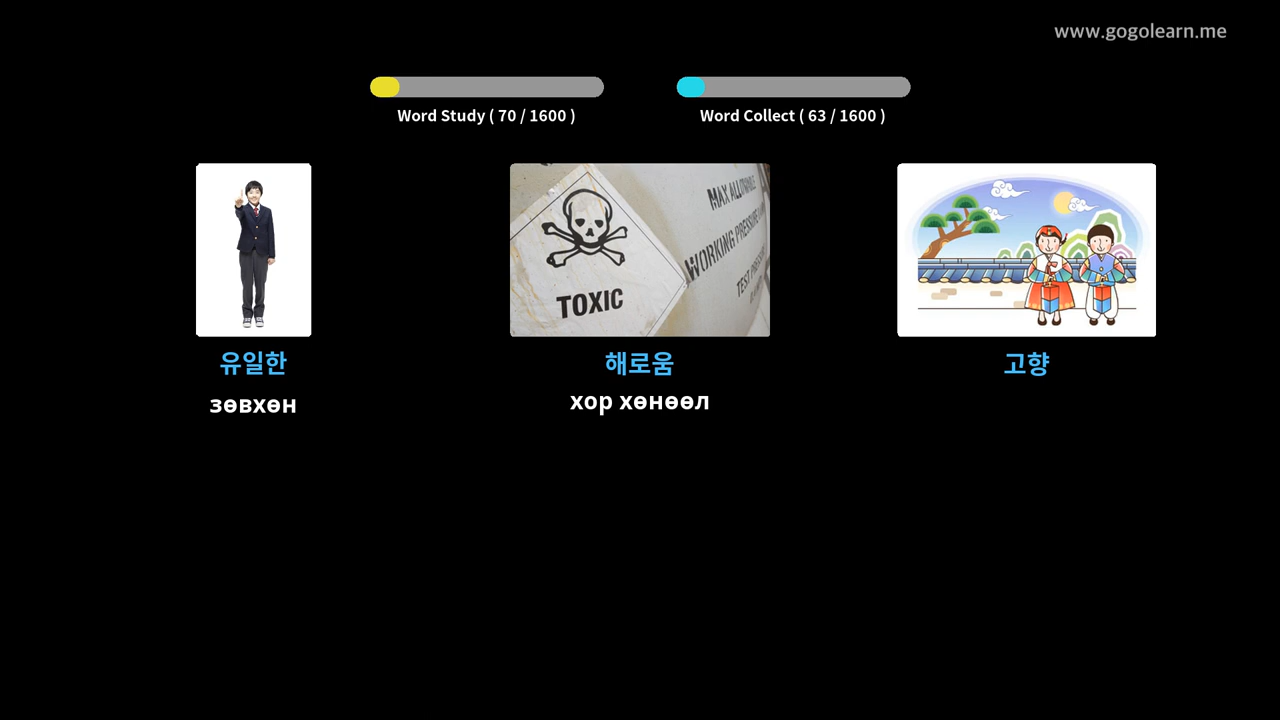 www.gogolearn.me
Word Study ( 70 / 1600 )
Word Collect ( 63 / 1600 )
MAX ALLOWABLE
WORKING PRESSURE
TEST
TOXIC
유일한
해로움
고향
зөвхөн
хор хөнөөл